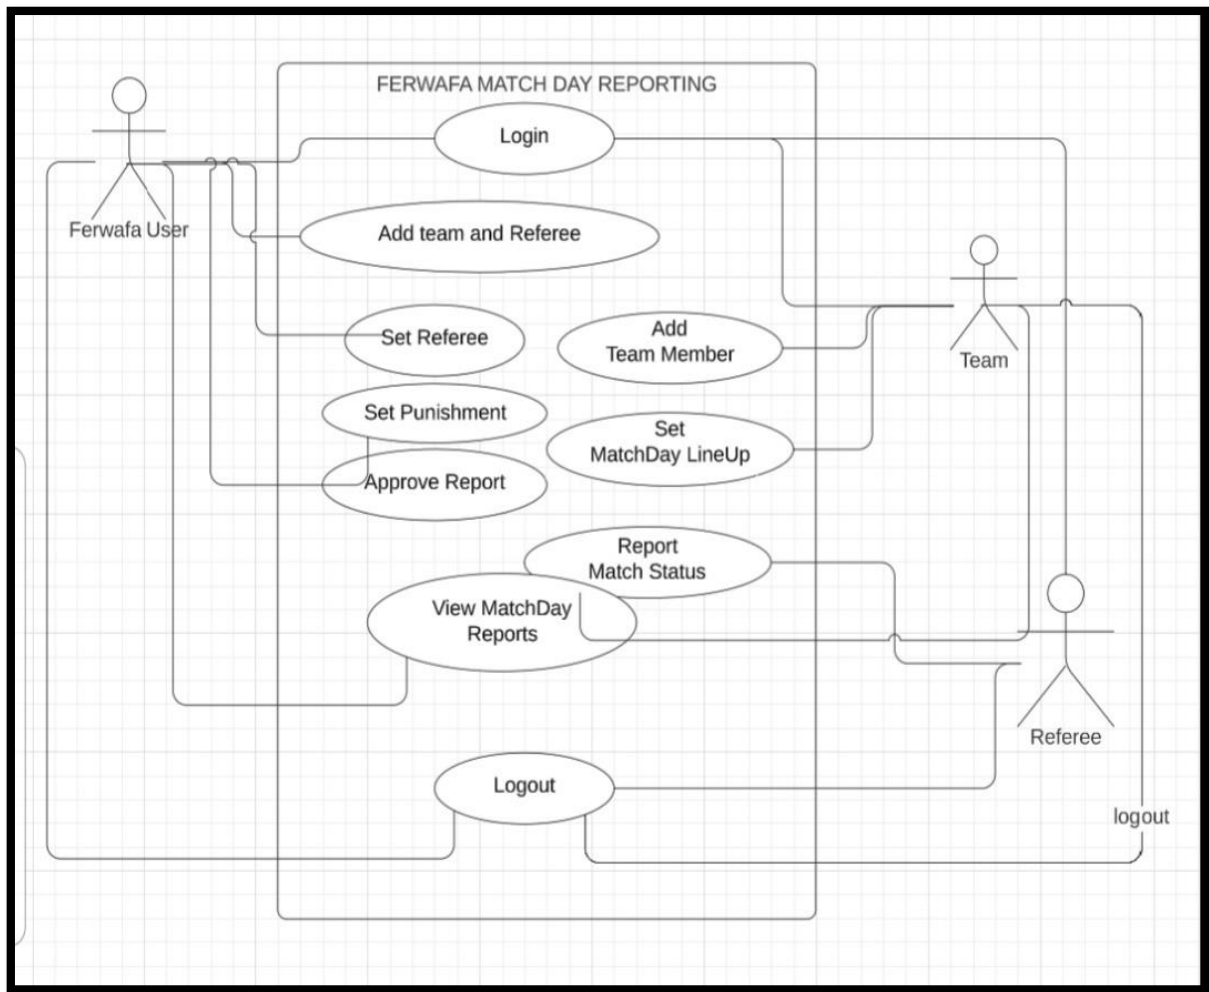 FERWAFA MATCH DAY REPORTING
Login
Ferwafa User
Add team and Referee
Set Referee
Add
Team Member
Team
Set Punishment
Set
MatchDay LineUp
Approve Report
Report
Match Status
View MatchDay
Reports
Referee
Logout
logout